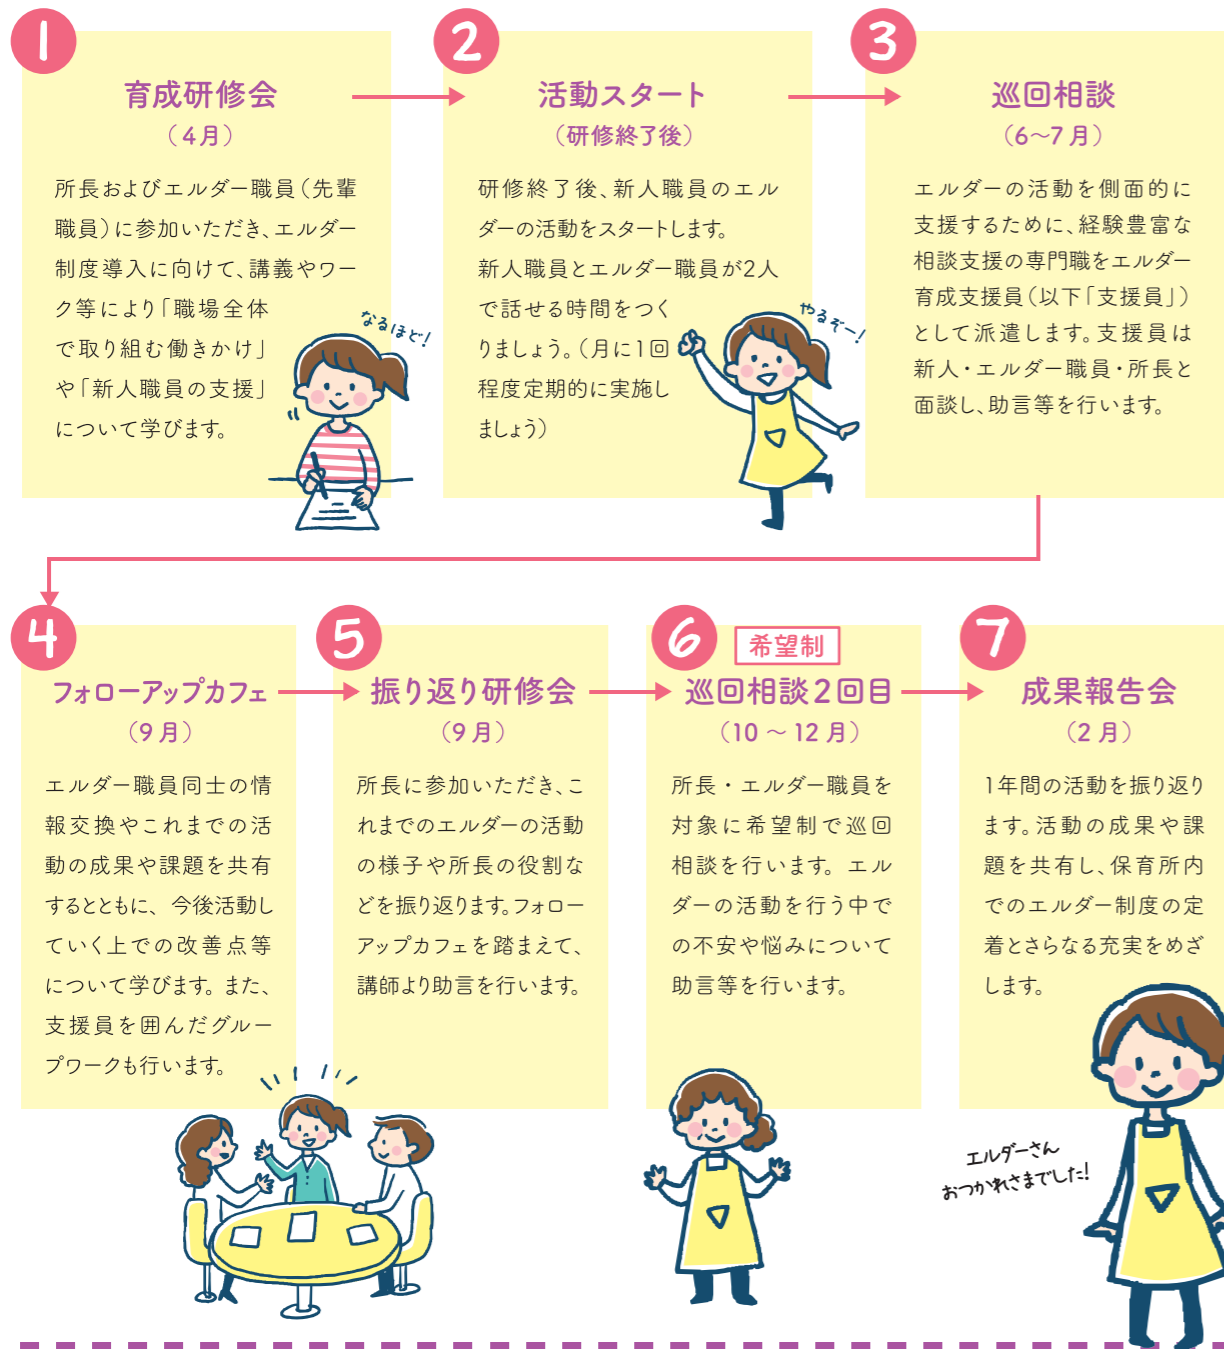 1
育成研修会
（4月）
所長およびエルダー職員（先輩
職員）に参加いただき、エルダー
制度導入に向けて、講義やワー
ク等により「職場全体
で取り組む働きかけ」
や「新人職員の支援」
について学びます。
なるほど！
2
活動スタート
（研修終了後）
研修終了後、新人職員のエル
ダーの活動をスタートします。
新人職員とエルダー職員が2人
で話せる時間をつく
りましょう。（月に1回
程度定期的に実施し
ましょう）
やるぞー！
3
巡回相談
（6〜7月）
エルダーの活動を側面的に
支援するために、経験豊富な
相談支援の専門職をエルダー
育成支援員（以下「支援員」）
として派遣します。支援員は
新人・エルダー職員・所長と
面談し、助言等を行います。
4
フォローアップカフェ
（9月）
エルダー職員同士の情
報交換やこれまでの活
動の成果や課題を共有
するとともに、今後活動し
ていく上での改善点等
について学びます。また、
支援員を囲んだグルー
プワークも行います。
5
振り返り研修会
（9月）
所長に参加いただき、こ
れまでのエルダーの活動
の様子や所長の役割な
どを振り返ります。フォロー
アップカフェを踏まえて、
講師より助言を行います。
6
希望制
巡回相談2回目
（10〜12月）
所長・エルダー職員を
対象に希望制で巡回
相談を行います。エル
ダーの活動を行う中で
の不安や悩みについて
助言等を行います。
7
成果報告会
（2月）
1年間の活動を振り返り
ます。活動の成果や課
題を共有し、保育所内
でのエルダー制度の定
着とさらなる充実をめざ
します。
エルダーさん
おつかれさまでした！